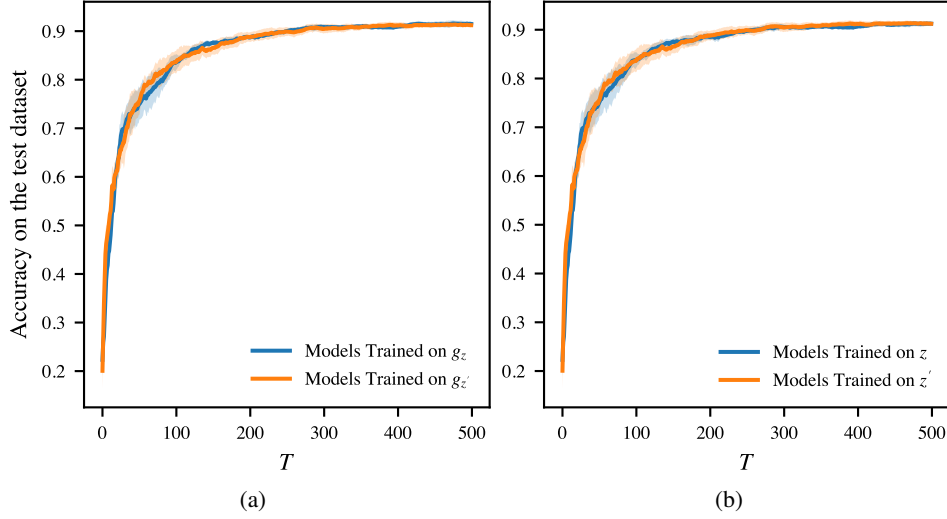 Accuracy on the test dataset
0.9
0.8
0.7
0.6
0.5
0.4
0.3
0.2
Models Trained on g_z
Models Trained on g_z′
0 100 200 300 400 500
T
(a)
0.9
0.8
0.7
0.6
0.5
0.4
0.3
0.2
Models Trained on z
Models Trained on z′
0 100 200 300 400 500
T
(b)